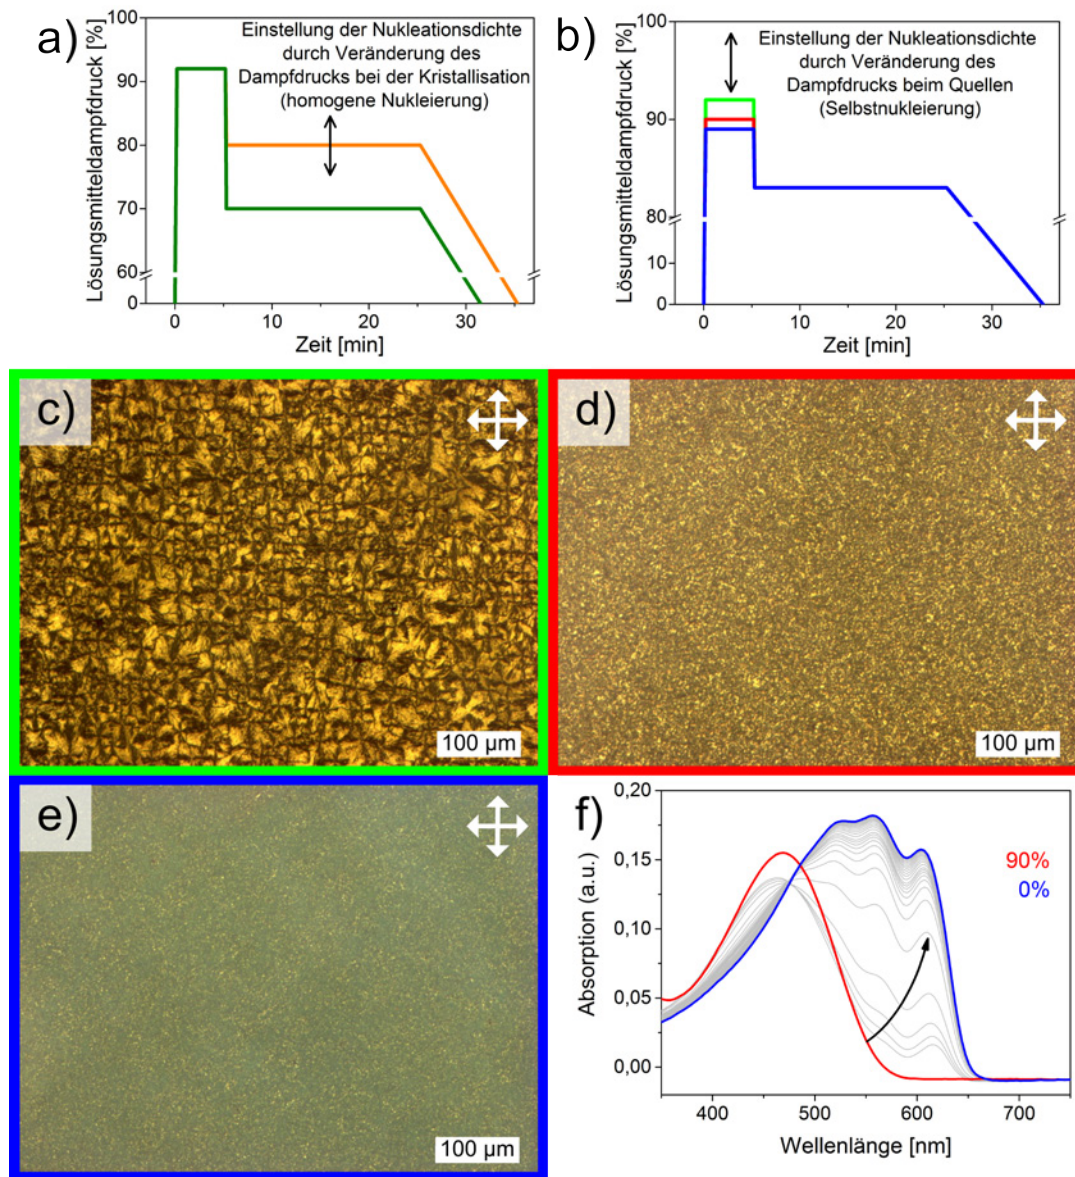 a)
Lösungsmitteldampfdruck [%]
100
90
80
70
60
0
Einstellung der Nukleationsdichte
durch Veränderung des
Dampfdrucks bei der Kristallisation
(homogene Nukleierung)
0
10
20
30
Zeit [min]
b)
Lösungsmitteldampfdruck [%]
100
90
80
10
0
Einstellung der Nukleationsdichte
durch Veränderung des
Dampfdrucks beim Quellen
(Selbstnukleierung)
0
10
20
30
Zeit [min]
c)
100 µm
d)
100 µm
e)
100 µm
f)
Absorption (a.u.)
0,20
0,15
0,10
0,05
0,00
90%
0%
400
500
600
700
Wellenlänge [nm]